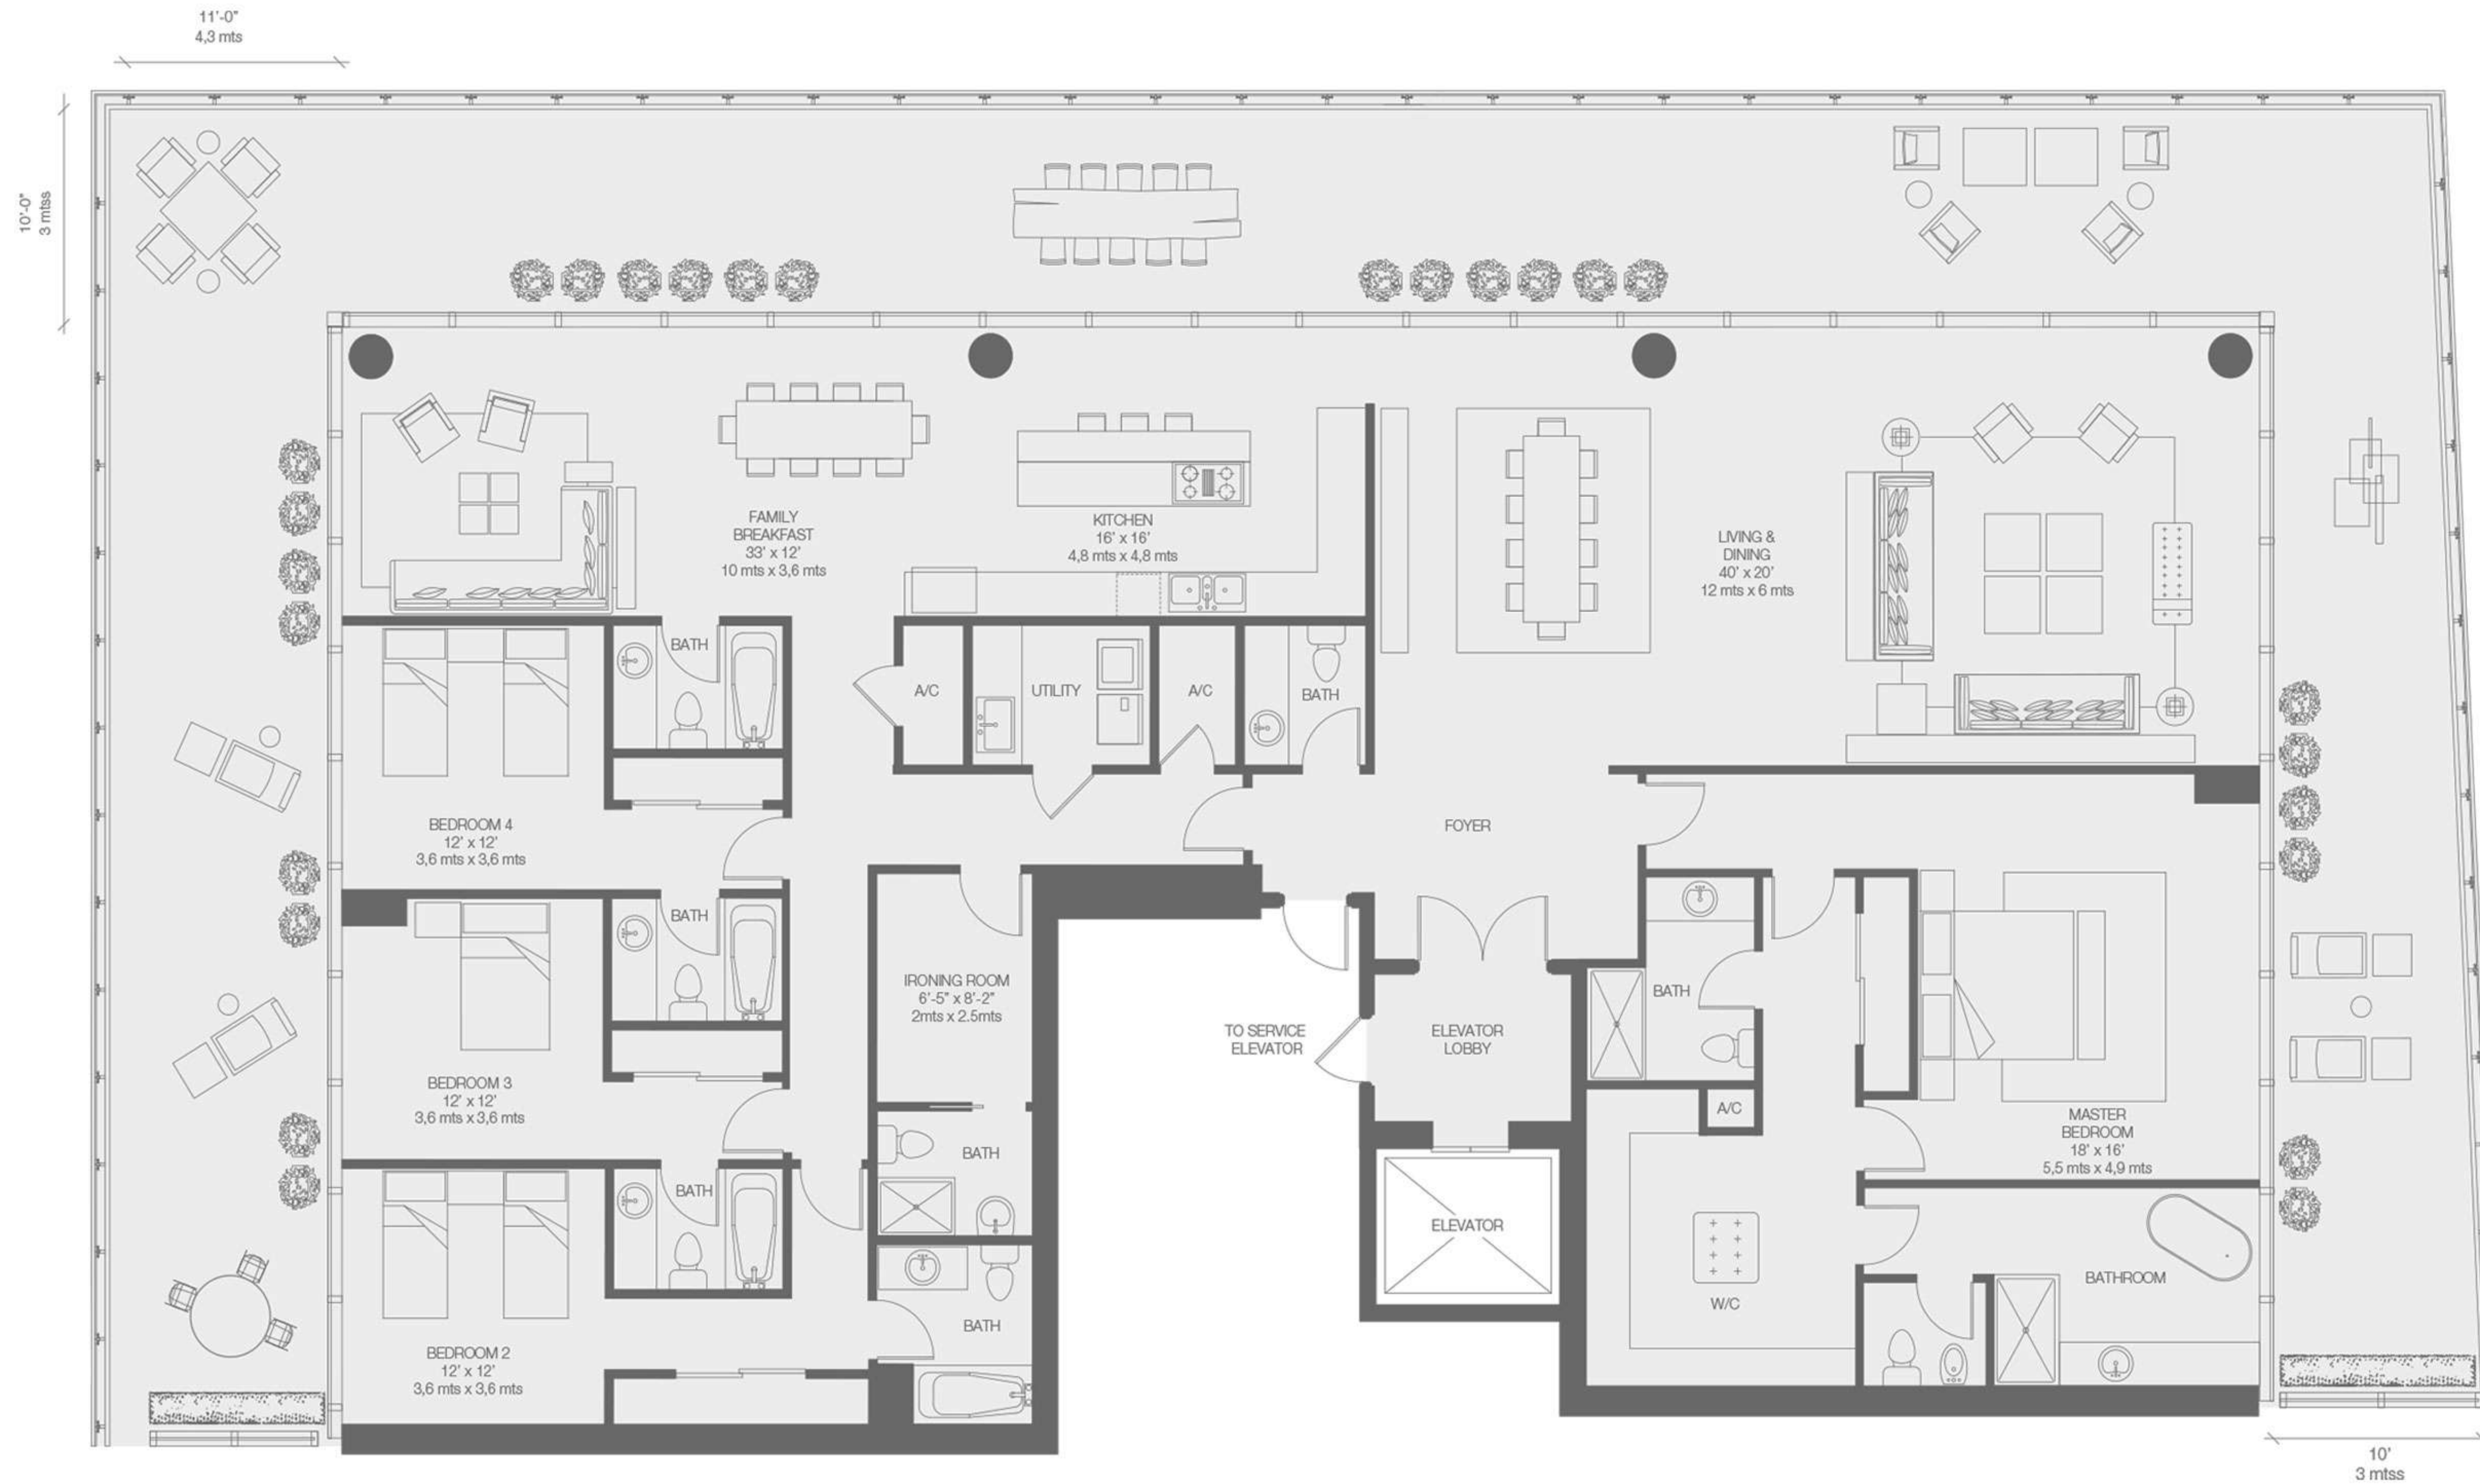 11'-0"
4,3 mts
10'-0"
3 mtss
FAMILY
BREAKFAST
33' x 12'
10 mts x 3,6 mts
KITCHEN
16' x 16'
4,8 mts x 4,8 mts
LIVING &
DINING
40' x 20'
12 mts x 6 mts
BATH
A/C
UTILITY
A/C
BATH
BEDROOM 4
12' x 12'
3,6 mts x 3,6 mts
FOYER
BATH
IRONING ROOM
6'-5" x 8'-2"
2mts x 2.5mts
BATH
TO SERVICE
ELEVATOR
ELEVATOR
LOBBY
BEDROOM 3
12' x 12'
3,6 mts x 3,6 mts
A/C
MASTER
BEDROOM
18' x 16'
5,5 mts x 4,9 mts
BATH
BATH
ELEVATOR
BATHROOM
W/C
BATH
BEDROOM 2
12' x 12'
3,6 mts x 3,6 mts
10'
3 mtss